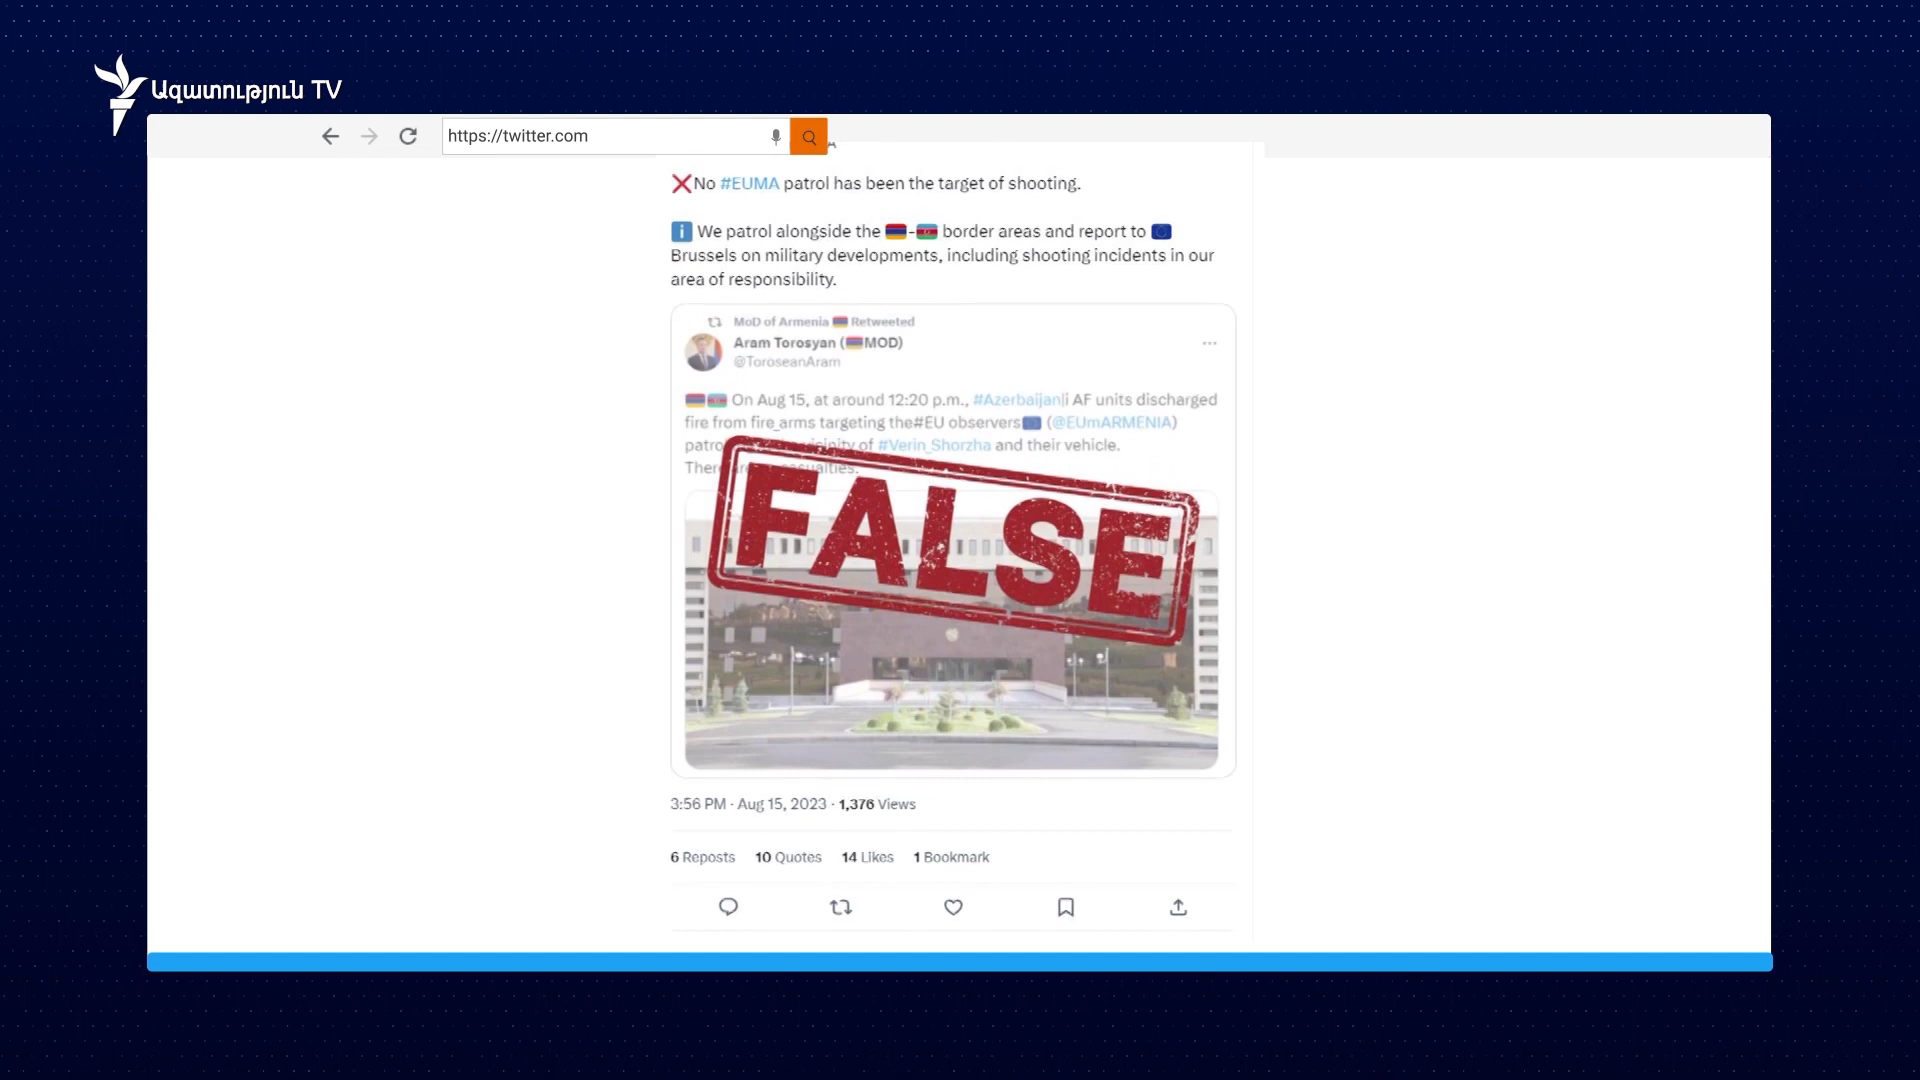 Ազատություն TV
https://twitter.com
❌No #EUMA patrol has been the target of shooting.
ℹ️ We patrol alongside the 🇦🇲-🇦🇿 border areas and report to 🇪🇺
Brussels on military developments, including shooting incidents in our
area of responsibility.
MoD of Armenia 🇦🇲 Retweeted
Aram Torosyan (🇦🇲MOD)
@ToroseanAram
🇦🇲🇦🇿 On Aug 15, at around 12:20 p.m., #Azerbaijan|i AF units discharged
fire from fire_arms targeting the#EU observers🇪🇺 (@EUmARMENIA)
of #Verin_Shorzha and their vehicle.
FALSE
3:56 PM · Aug 15, 2023 · 1,376 Views
6 Reposts 10 Quotes 14 Likes 1 Bookmark